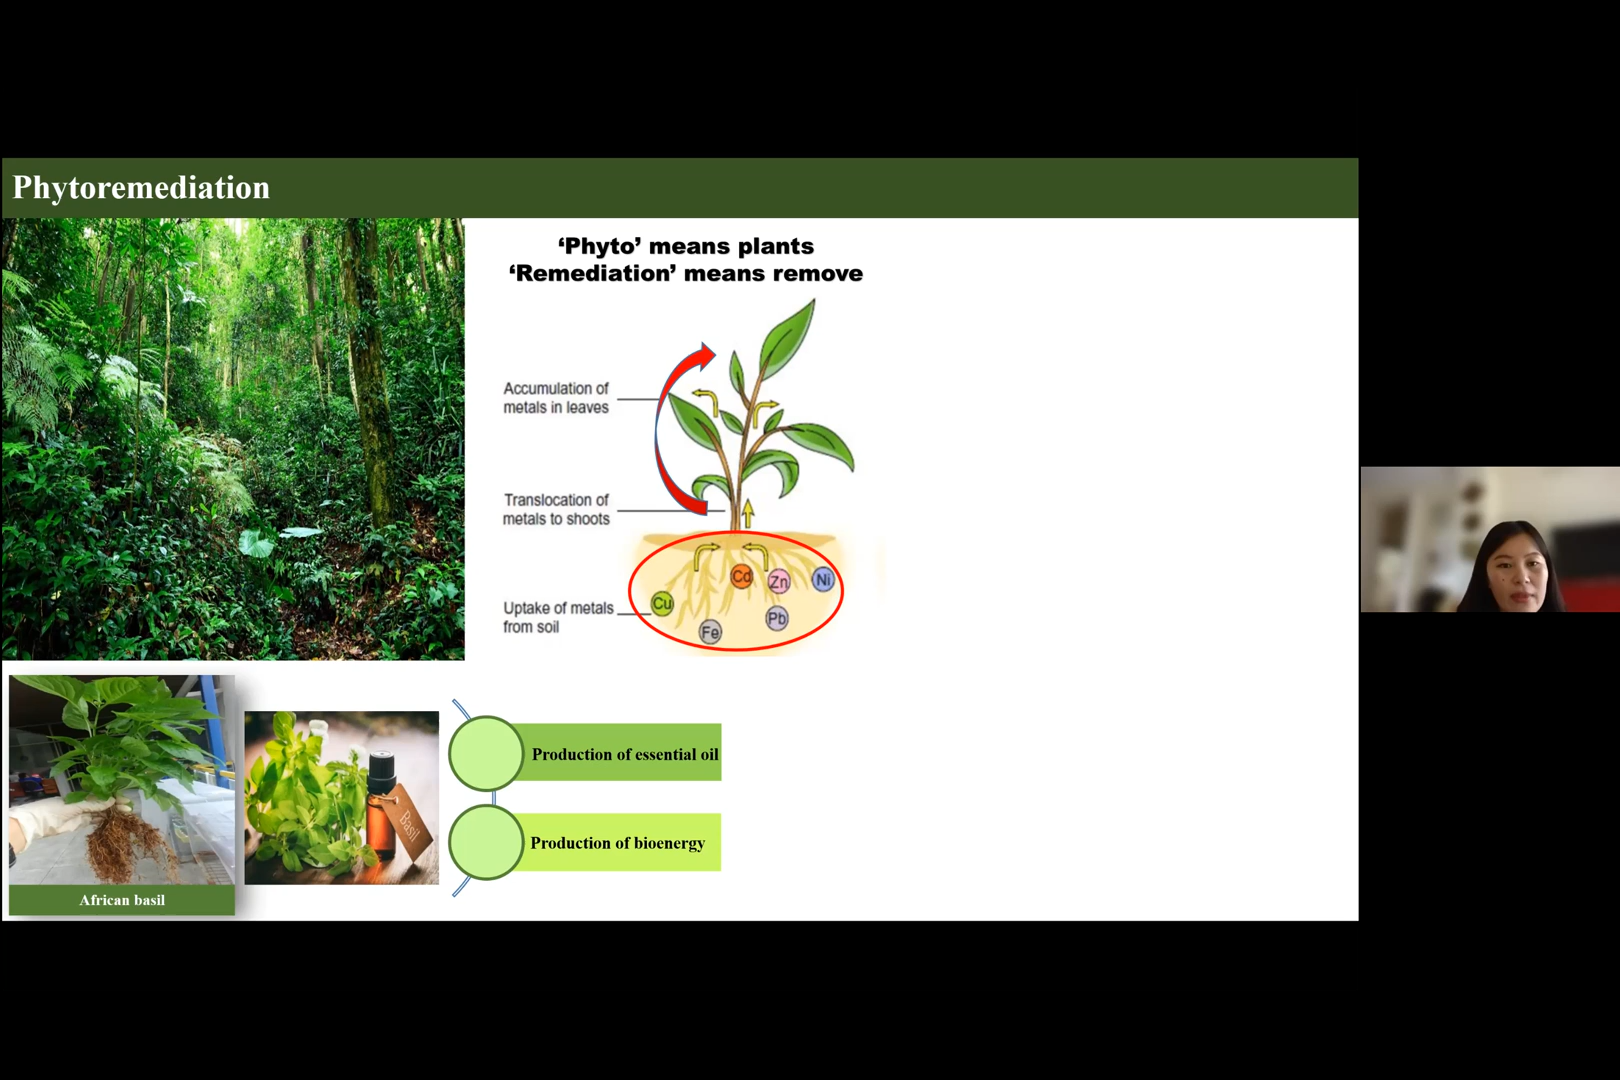 Phytoremediation
‘Phyto’ means plants
‘Remediation’ means remove
Accumulation of
metals in leaves
Translocation of
metals to shoots
Uptake of metals
from soil
Cd
Zn
Ni
Cu
Pb
Fe
Basil
African basil
Production of essential oil
Production of bioenergy